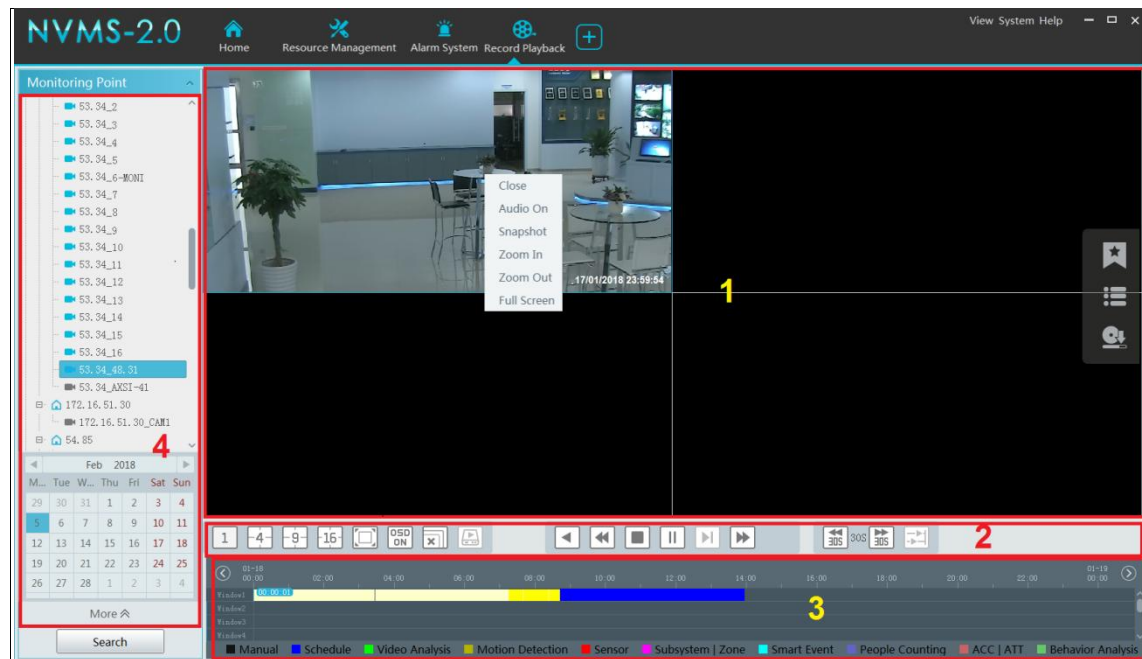 NVMS-2.0
Home
Resource Management
Alarm System
Record Playback
View System Help
Monitoring Point
53.34_2
53.34_3
53.34_4
53.34_5
53.34_6-MONI
53.34_7
53.34_8
53.34_9
53.34_10
53.34_11
53.34_12
53.34_13
53.34_14
53.34_15
53.34_16
53.34_48.31
53.34_AXSI-41
172.16.51.30
172.16.51.30_CAM1
54.85
4
Feb 2018
M... Tue W... Thu Fri Sat Sun
29 30 31 1 2 3 4
5 6 7 8 9 10 11
12 13 14 15 16 17 18
19 20 21 22 23 24 25
26 27 28 1 2 3 4
More
Search
Close
Audio On
Snapshot
Zoom In
Zoom Out
Full Screen
17/01/2018 23:59:54
1
1 4 9 16 OSD ON 30S 30S 30S
2
01-18 01-19
00:00 02:00 04:00 06:00 08:00 10:00 12:00 14:00 16:00 18:00 20:00 22:00 00:00
Window1 00:00:01
Window2
Window3
Window4
3
Manual Schedule Video Analysis Motion Detection Sensor Subsystem | Zone Smart Event People Counting ACC | ATT Behavior Analysis